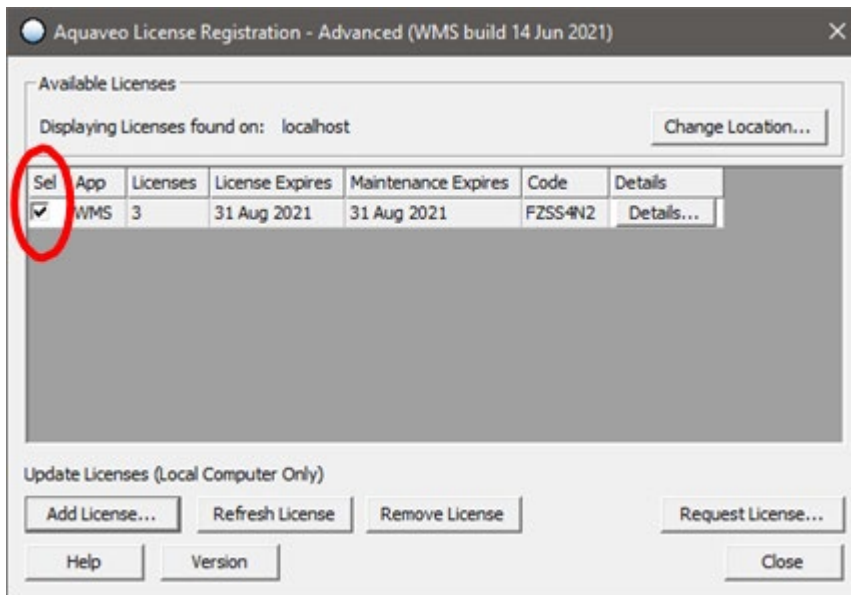 Aquaveo License Registration - Advanced (WMS build 14 Jun 2021)
Available Licenses
Displaying Licenses found on: localhost Change Location...
Sel App Licenses License Expires Maintenance Expires Code Details
WMS 3 31 Aug 2021 31 Aug 2021 FZSS4N2 Details...
Update Licenses (Local Computer Only)
Add License... Refresh License Remove License Request License...
Help Version Close